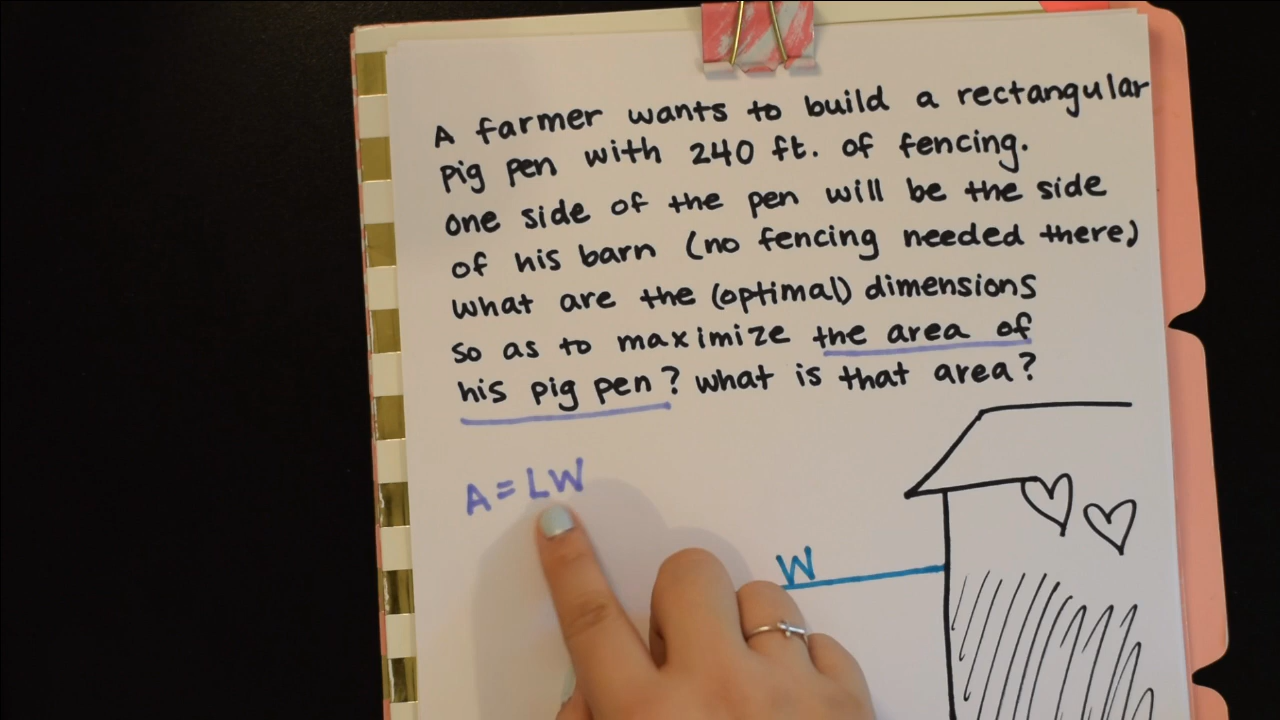 A farmer wants to build a rectangular
pig pen with 240 ft. of fencing.
one side of the pen will be the side
of his barn (no fencing needed there)
what are the (optimal) dimensions
so as to maximize the area of
his pig pen? what is that area?
A = LW
W